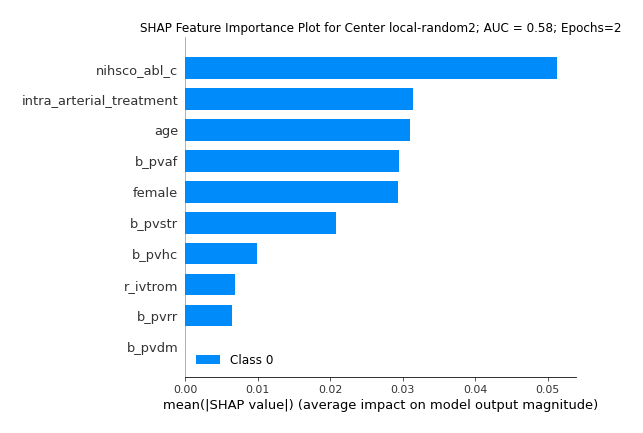 SHAP Feature Importance Plot for Center local-random2; AUC = 0.58; Epochs=2
nihsco_abl_c
intra_arterial_treatment
age
b_pvaf
female
b_pvstr
b_pvhc
r_ivtrom
b_pvrr
b_pvdm
Class 0
0.00 0.01 0.02 0.03 0.04 0.05
mean(|SHAP value|) (average impact on model output magnitude)